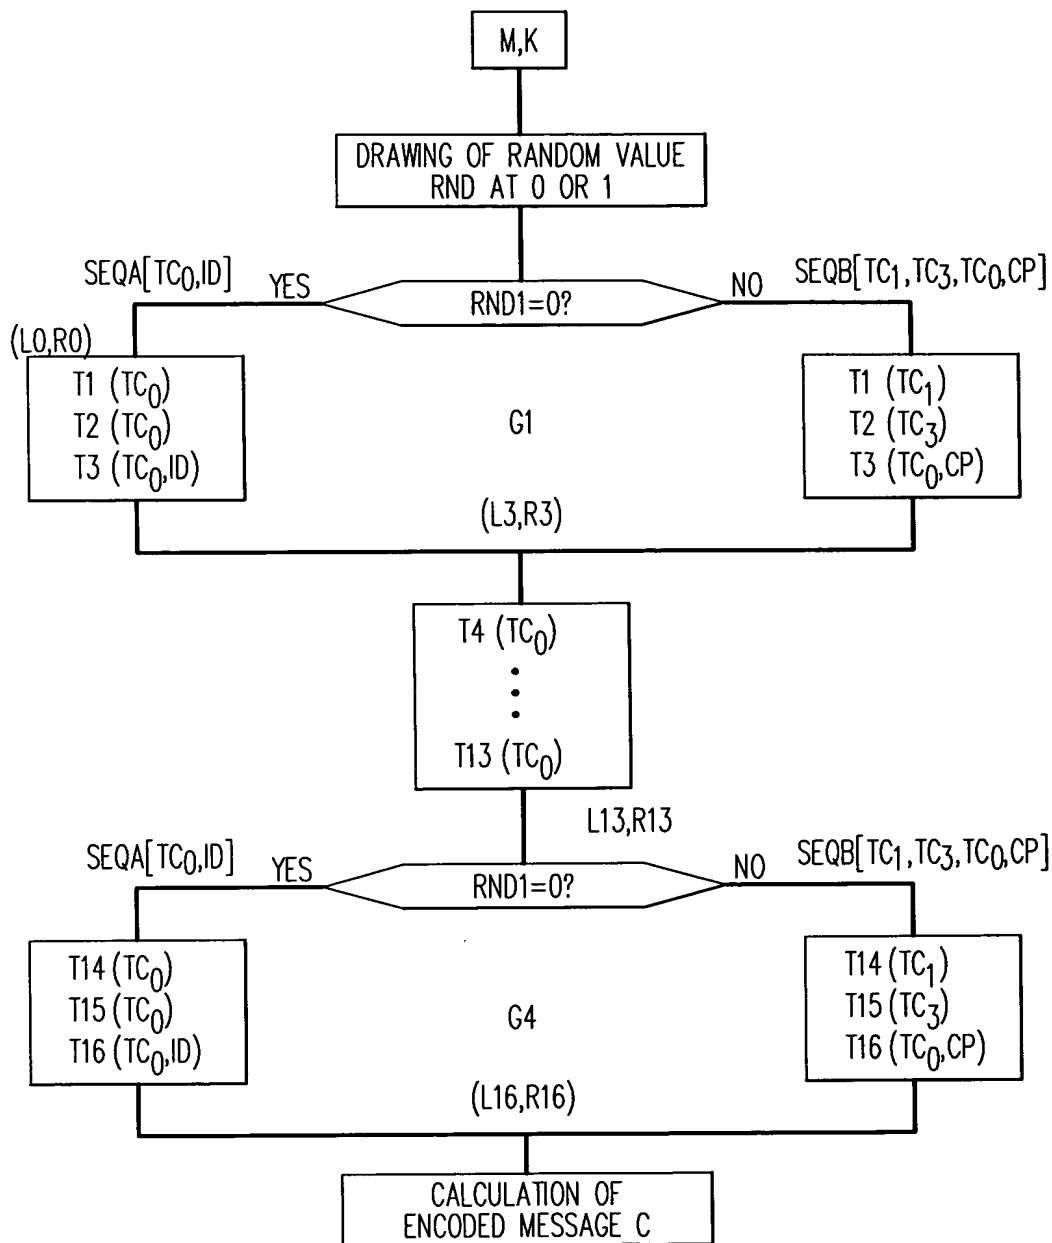 M,K
DRAWING OF RANDOM VALUE
RND AT 0 OR 1
SEQA[TC0,ID]
YES
RND1=0?
NO
SEQB[TC1,TC3,TC0,CP]
(L0,R0)
T1 (TC0)
T2 (TC0)
T3 (TC0,ID)
G1
T1 (TC1)
T2 (TC3)
T3 (TC0,CP)
(L3,R3)
T4 (TC0)
T13 (TC0)
L13,R13
SEQA[TC0,ID]
YES
RND1=0?
NO
SEQB[TC1,TC3,TC0,CP]
T14 (TC0)
T15 (TC0)
T16 (TC0,ID)
G4
T14 (TC1)
T15 (TC3)
T16 (TC0,CP)
(L16,R16)
CALCULATION OF
ENCODED MESSAGE C